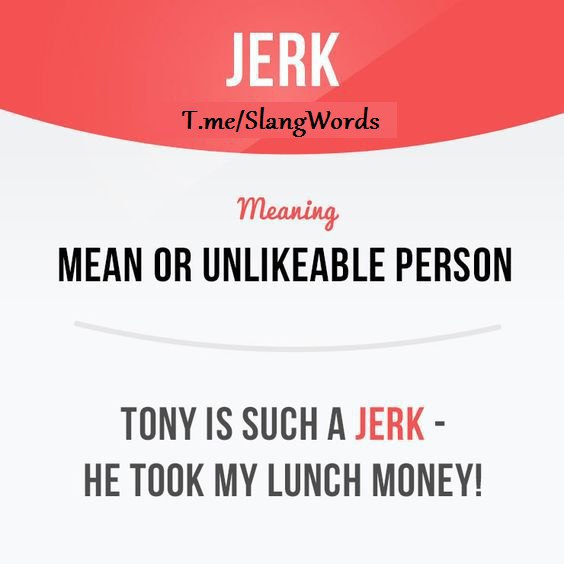 JERK
T.me/SlangWords
Meaning
MEAN OR UNLIKEABLE PERSON
TONY IS SUCH A JERK -
HE TOOK MY LUNCH MONEY!